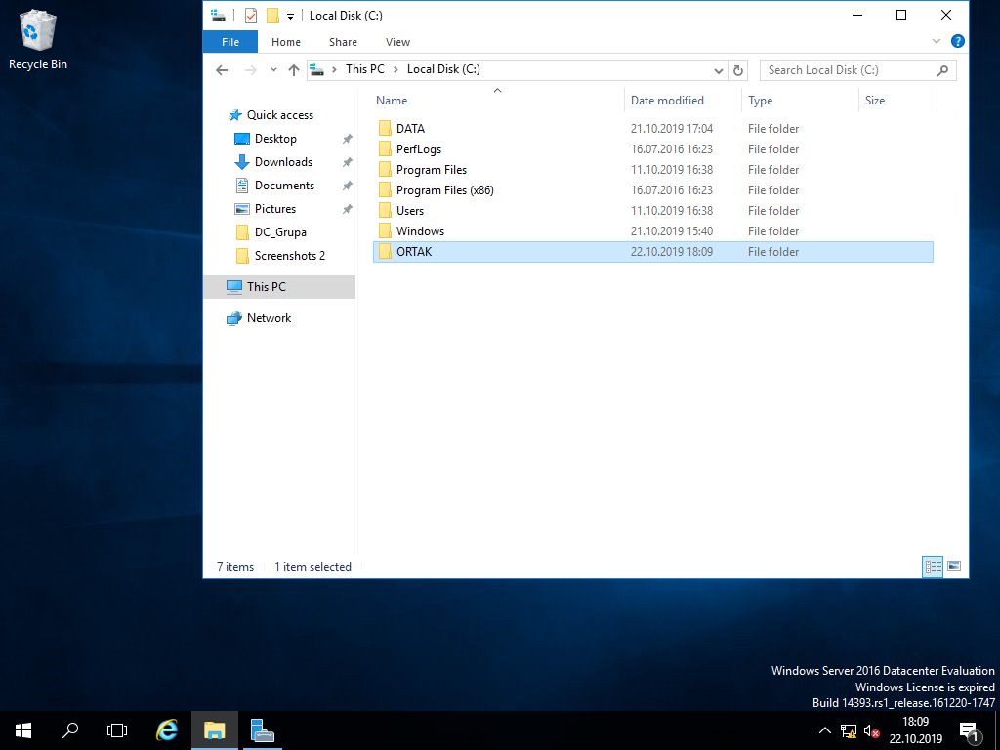 Recycle Bin
Local Disk (C:)
File Home Share View
This PC Local Disk (C:) Search Local Disk (C:)
Name Date modified Type Size
Quick access
Desktop
Downloads
Documents
Pictures
DC_Grupa
Screenshots 2
This PC
Network
DATA 21.10.2019 17:04 File folder
PerfLogs 16.07.2016 16:23 File folder
Program Files 11.10.2019 16:38 File folder
Program Files (x86) 16.07.2016 16:23 File folder
Users 11.10.2019 16:38 File folder
Windows 21.10.2019 15:40 File folder
ORTAK 22.10.2019 18:09 File folder
7 items 1 item selected
Windows Server 2016 Datacenter Evaluation
Windows License is expired
Build 14393.rs1_release.161220-1747
18:09
22.10.2019
1